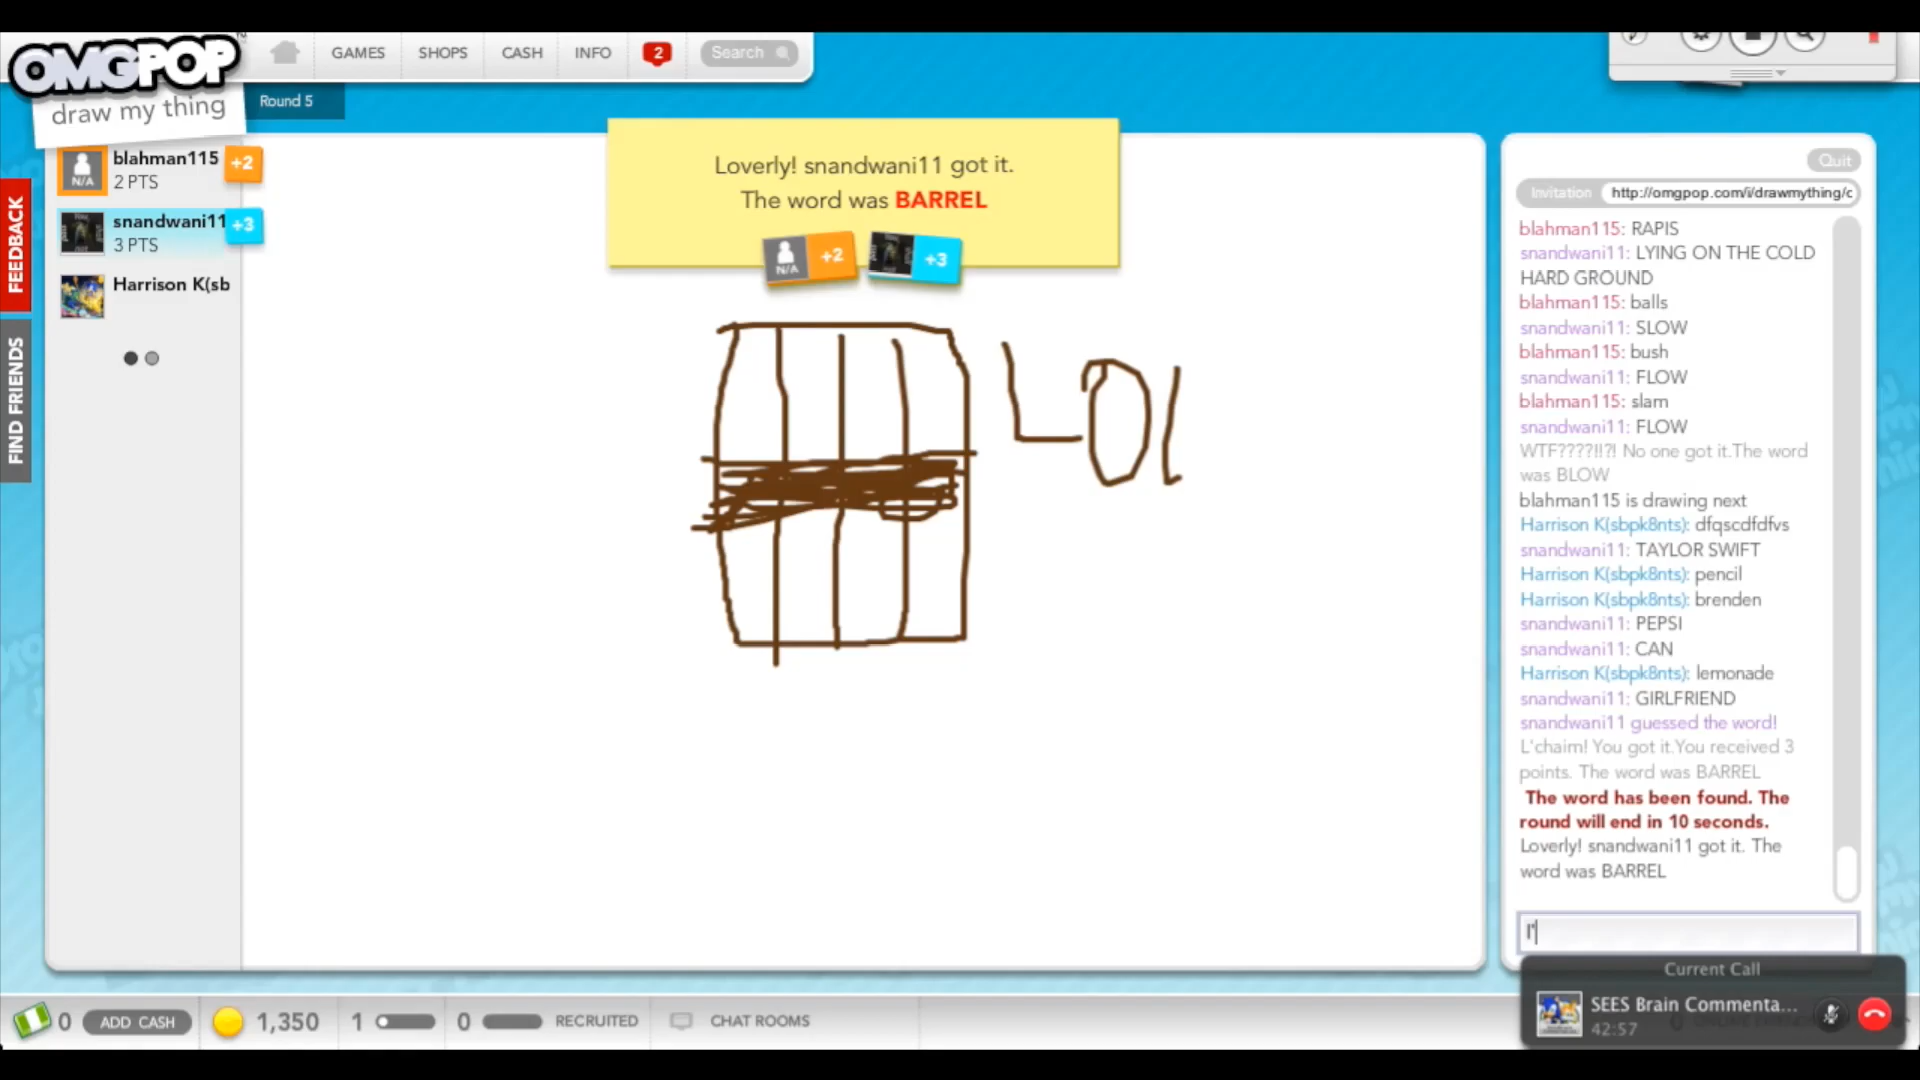 OMGPOP
draw my thing
GAMES
SHOPS
CASH
INFO
2
Search
Round 5
FEEDBACK
FIND FRIENDS
blahman115
+2
2 PTS
snandwani11
+3
3 PTS
Harrison K(sb
Loverly! snandwani11 got it.
The word was BARREL
N/A
+2
+3
N/A
LOL
Quit
Invitation
http://omgpop.com/i/drawmything/c
blahman115: RAPIS
snandwani11: LYING ON THE COLD
HARD GROUND
blahman115: balls
snandwani11: SLOW
blahman115: bush
snandwani11: FLOW
blahman115: slam
snandwani11: FLOW
WTF????!!?! No one got it.The word
was BLOW
blahman115 is drawing next
Harrison K(sbpk8nts): dfqscdfdfvs
snandwani11: TAYLOR SWIFT
Harrison K(sbpk8nts): pencil
Harrison K(sbpk8nts): brenden
snandwani11: PEPSI
snandwani11: CAN
Harrison K(sbpk8nts): lemonade
snandwani11: GIRLFRIEND
snandwani11 guessed the word!
L'chaim! You got it.You received 3
points. The word was BARREL
The word has been found. The
round will end in 10 seconds.
Loverly! snandwani11 got it. The
word was BARREL
I'
Current Call
SEES Brain Commenta...
42:57
0
ADD CASH
1,350
1
0
RECRUITED
CHAT ROOMS